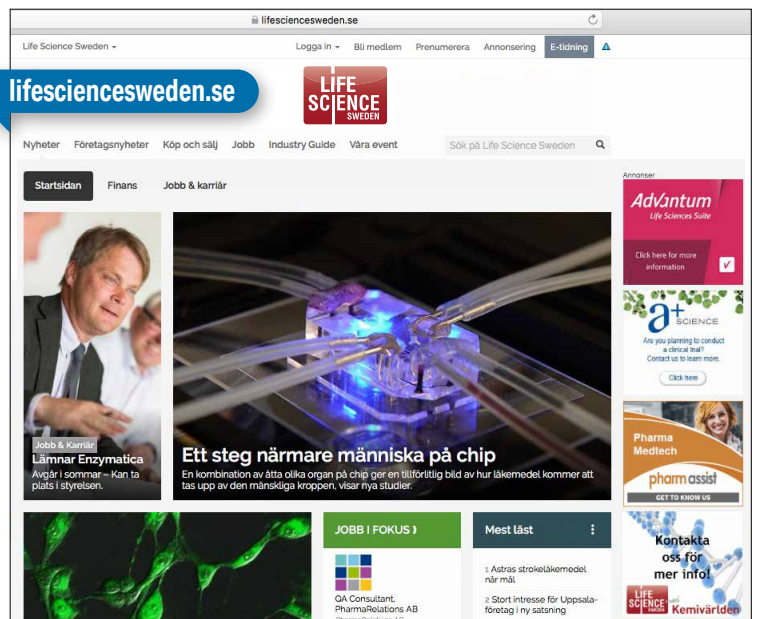 lifesciencesweden.se
Life Science Sweden
Logga in
Bli medlem
Prenumerera
Annonsering
E-tidning
lifesciencesweden.se
LIFE
SCIENCE
SWEDEN
Nyheter
Företagsnyheter
Köp och sälj
Jobb
Industry Guide
Våra event
Sök på Life Science Sweden
Startsidan
Finans
Jobb & karriär
Jobb & Karriär
Lämnar Enzymatica
Avgår i sommar – Kan ta
plats i styrelsen.
Ett steg närmare människa på chip
En kombination av åtta olika organ på chip ger en tillförlitlig bild av hur läkemedel kommer att
tas upp av den mänskliga kroppen, visar nya studier.
Annonser
Advantum
Life Sciences Suite
Click here for more
information
a+
SCIENCE
Are you planning to conduct
a clinical trial?
Contact us to learn more.
Click here
Pharma
Medtech
pharm assist
GET TO KNOW US
JOBB I FOKUS
QA Consultant,
PharmaRelations AB
PharmaRelations AB
Mest läst
1 Astras strokeläkemedel
når mål
2 Stort intresse för Uppsala-
företag i ny satsning
Kontakta
oss för
mer info!
LIFE
SCIENCE
med
Kemivärlden